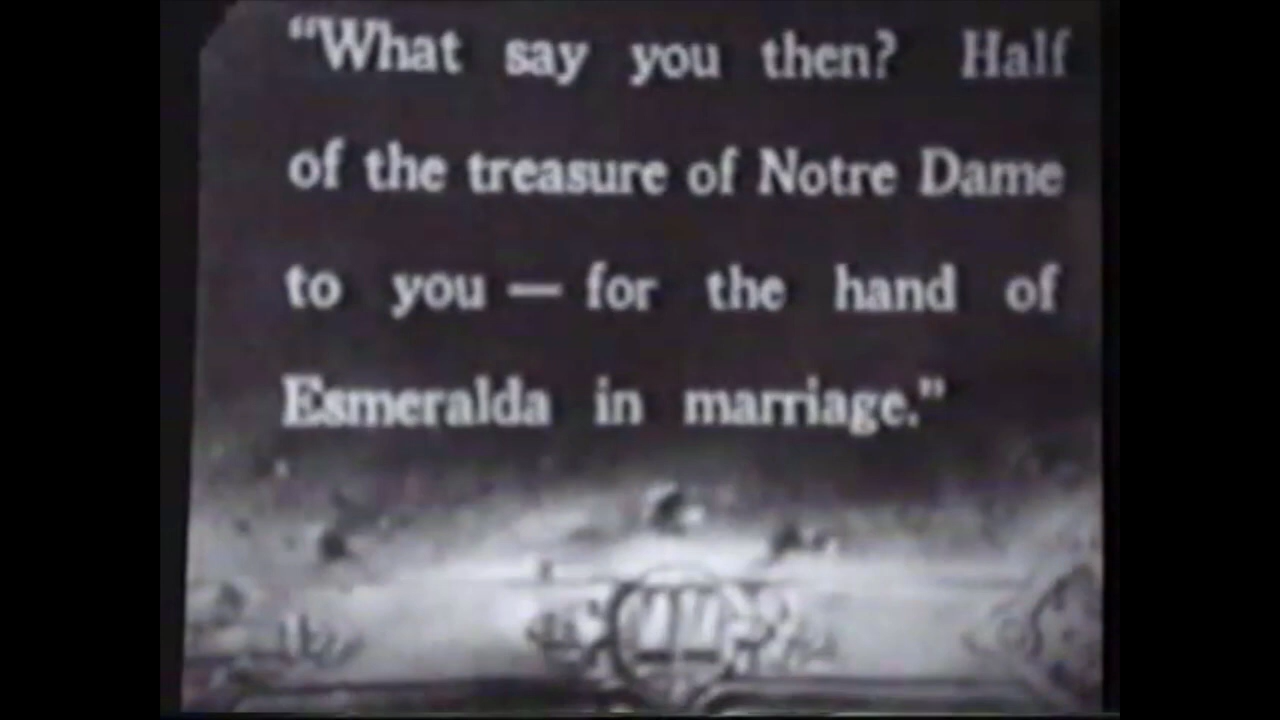 “What say you then? Half
of the treasure of Notre Dame
to you — for the hand of
Esmeralda in marriage.”